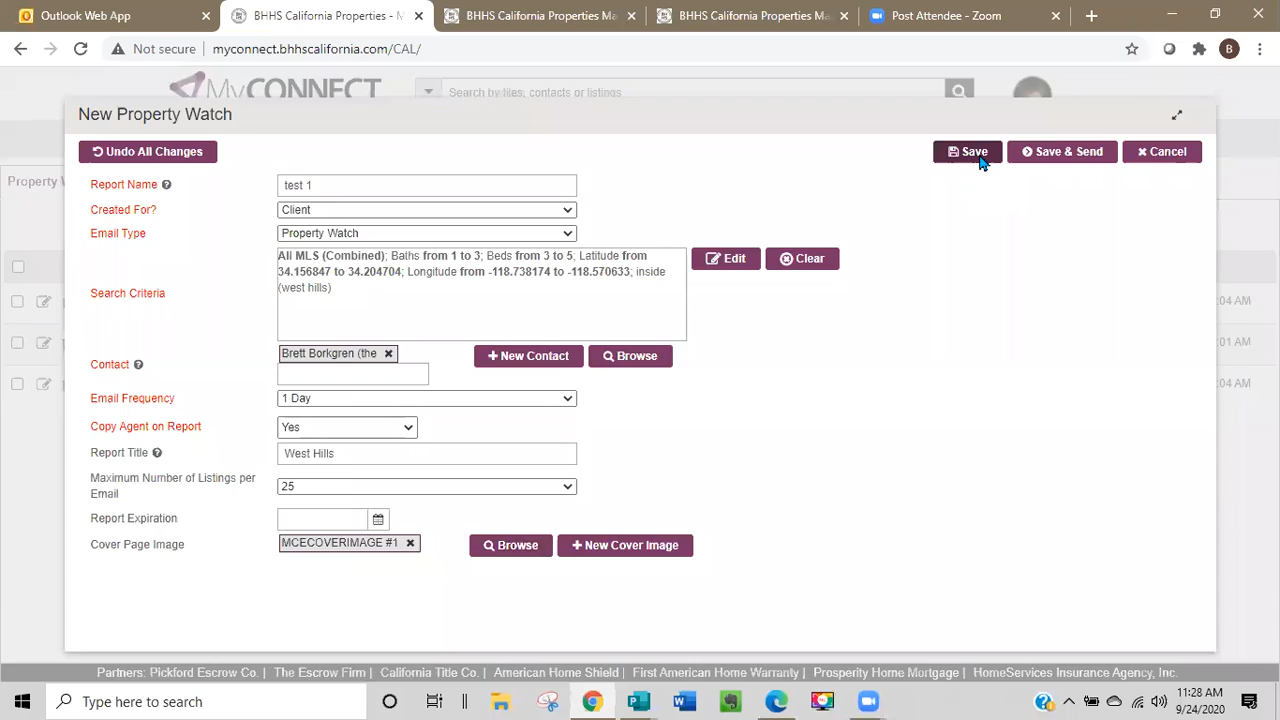 Outlook Web App
BHHS California Properties - M
BHHS California Properties Ma
BHHS California Properties Ma
Post Attendee - Zoom
Not secure
myconnect.bhhscalifornia.com/CAL/
B
MyCONNECT
Search by tiles, contacts or listings
New Property Watch
Undo All Changes
Save
Save & Send
Cancel
Property W
Report Name
test 1
Created For?
Client
Email Type
Property Watch
Search Criteria
All MLS (Combined); Baths from 1 to 3; Beds from 3 to 5; Latitude from
34.156847 to 34.204704; Longitude from -118.738174 to -118.570633; inside
(west hills)
Edit
Clear
:04 AM
:01 AM
:04 AM
Contact
Brett Borkgren (the
New Contact
Browse
Email Frequency
1 Day
Copy Agent on Report
Yes
Report Title
West Hills
Maximum Number of Listings per
Email
25
Report Expiration
Cover Page Image
MCECOVERIMAGE #1
Browse
New Cover Image
Partners: Pickford Escrow Co. | The Escrow Firm | California Title Co. | American Home Shield | First American Home Warranty | Prosperity Home Mortgage | HomeServices Insurance Agency, Inc.
Type here to search
11:28 AM
9/24/2020